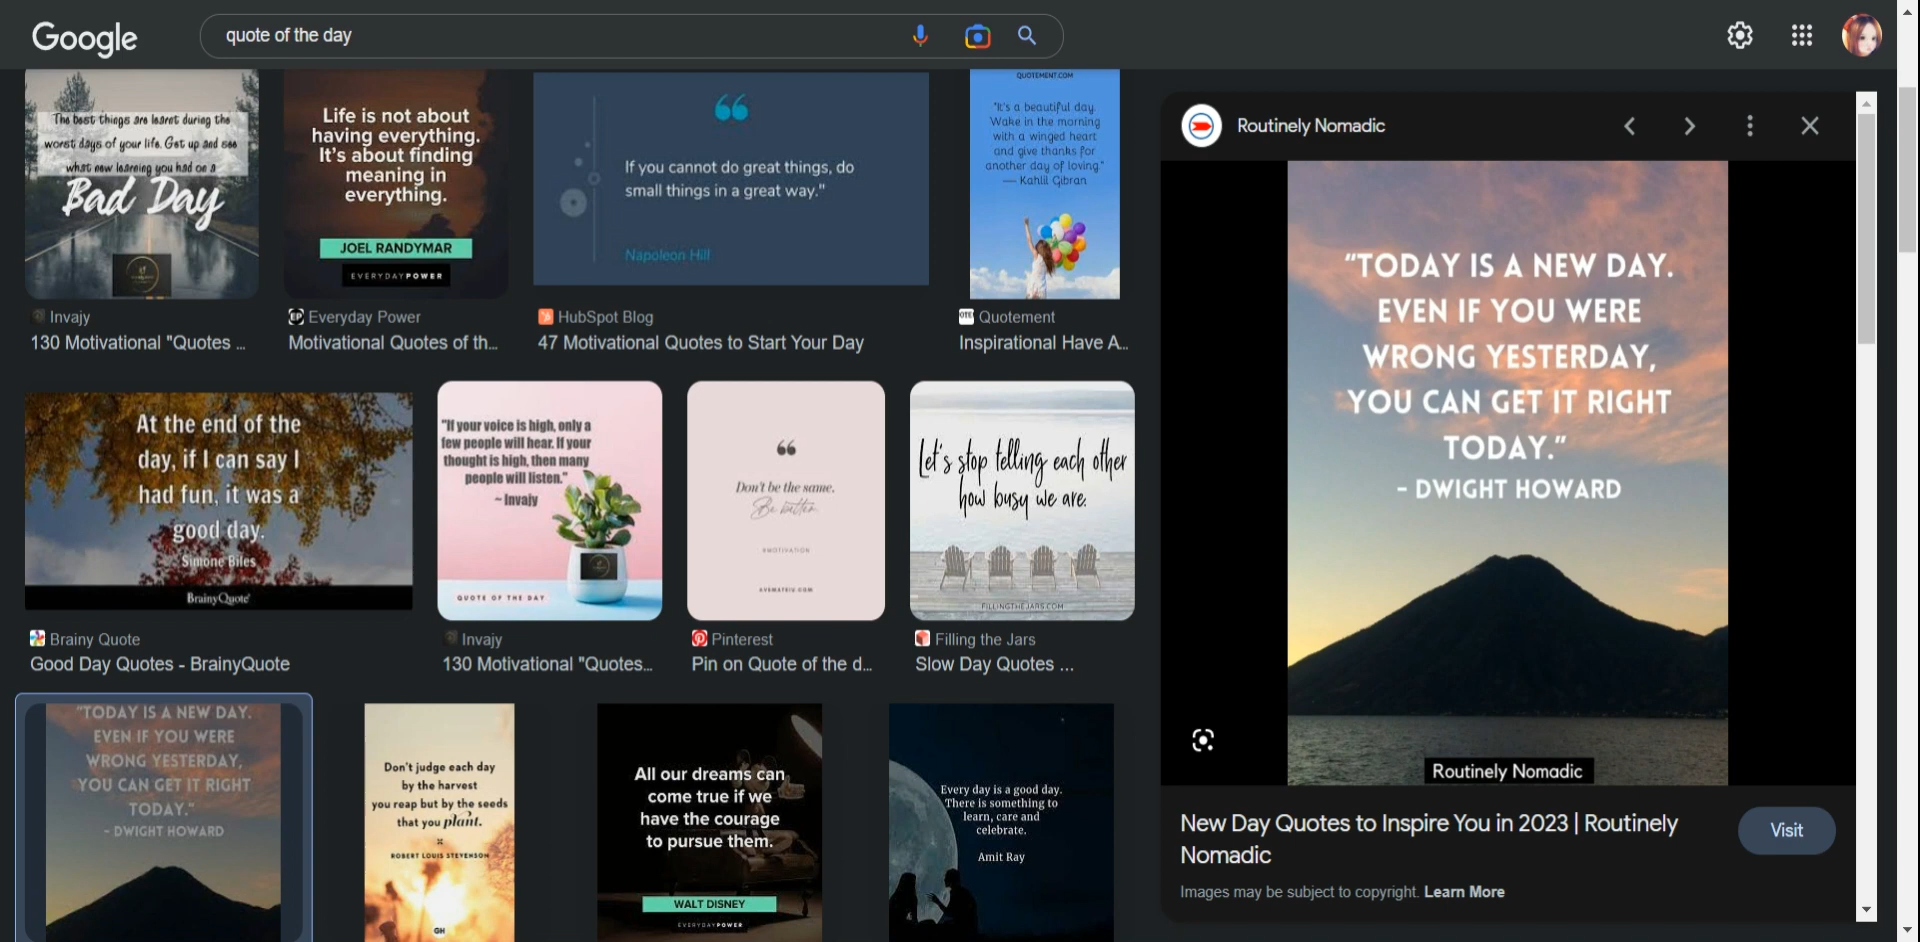 Google
quote of the day
The best things are learnt during the
worst days of your life. Get up and see
what new learning you had on a
Bad Day
Invajy
130 Motivational "Quotes ...
Life is not about
having everything.
It's about finding
meaning in
everything.
JOEL RANDYMAR
EVERYDAYPOWER
Everyday Power
Motivational Quotes of th...
If you cannot do great things, do
small things in a great way."
Napoleon Hill
HubSpot Blog
47 Motivational Quotes to Start Your Day
QUOTEMENT.COM
"It's a beautiful day.
Wake in the morning
with a winged heart
and give thanks for
another day of loving."
— Kahlil Gibran
Quotement
Inspirational Have A...
At the end of the
day, if I can say I
had fun, it was a
good day.
Simone Biles
BrainyQuote
Brainy Quote
Good Day Quotes - BrainyQuote
"If your voice is high, only a
few people will hear. If your
thought is high, then many
people will listen."
~ Invajy
QUOTE OF THE DAY
Invajy
130 Motivational "Quotes...
Don't be the same.
Be better.
#MOTIVATION
AVEMATEIU.COM
Pinterest
Pin on Quote of the d...
Let's stop telling each other
how busy we are.
FILLINGTHEJARS.COM
Filling the Jars
Slow Day Quotes ...
"TODAY IS A NEW DAY.
EVEN IF YOU WERE
WRONG YESTERDAY,
YOU CAN GET IT RIGHT
TODAY."
- DWIGHT HOWARD
Don't judge each day
by the harvest
you reap but by the seeds
that you plant.
ROBERT LOUIS STEVENSON
GH
All our dreams can
come true if we
have the courage
to pursue them.
WALT DISNEY
EVERYDAYPOWER
Every day is a good day.
There is something to
learn, care and
celebrate.
Amit Ray
Routinely Nomadic
"TODAY IS A NEW DAY.
EVEN IF YOU WERE
WRONG YESTERDAY,
YOU CAN GET IT RIGHT
TODAY."
- DWIGHT HOWARD
Routinely Nomadic
New Day Quotes to Inspire You in 2023 | Routinely
Nomadic
Visit
Images may be subject to copyright. Learn More